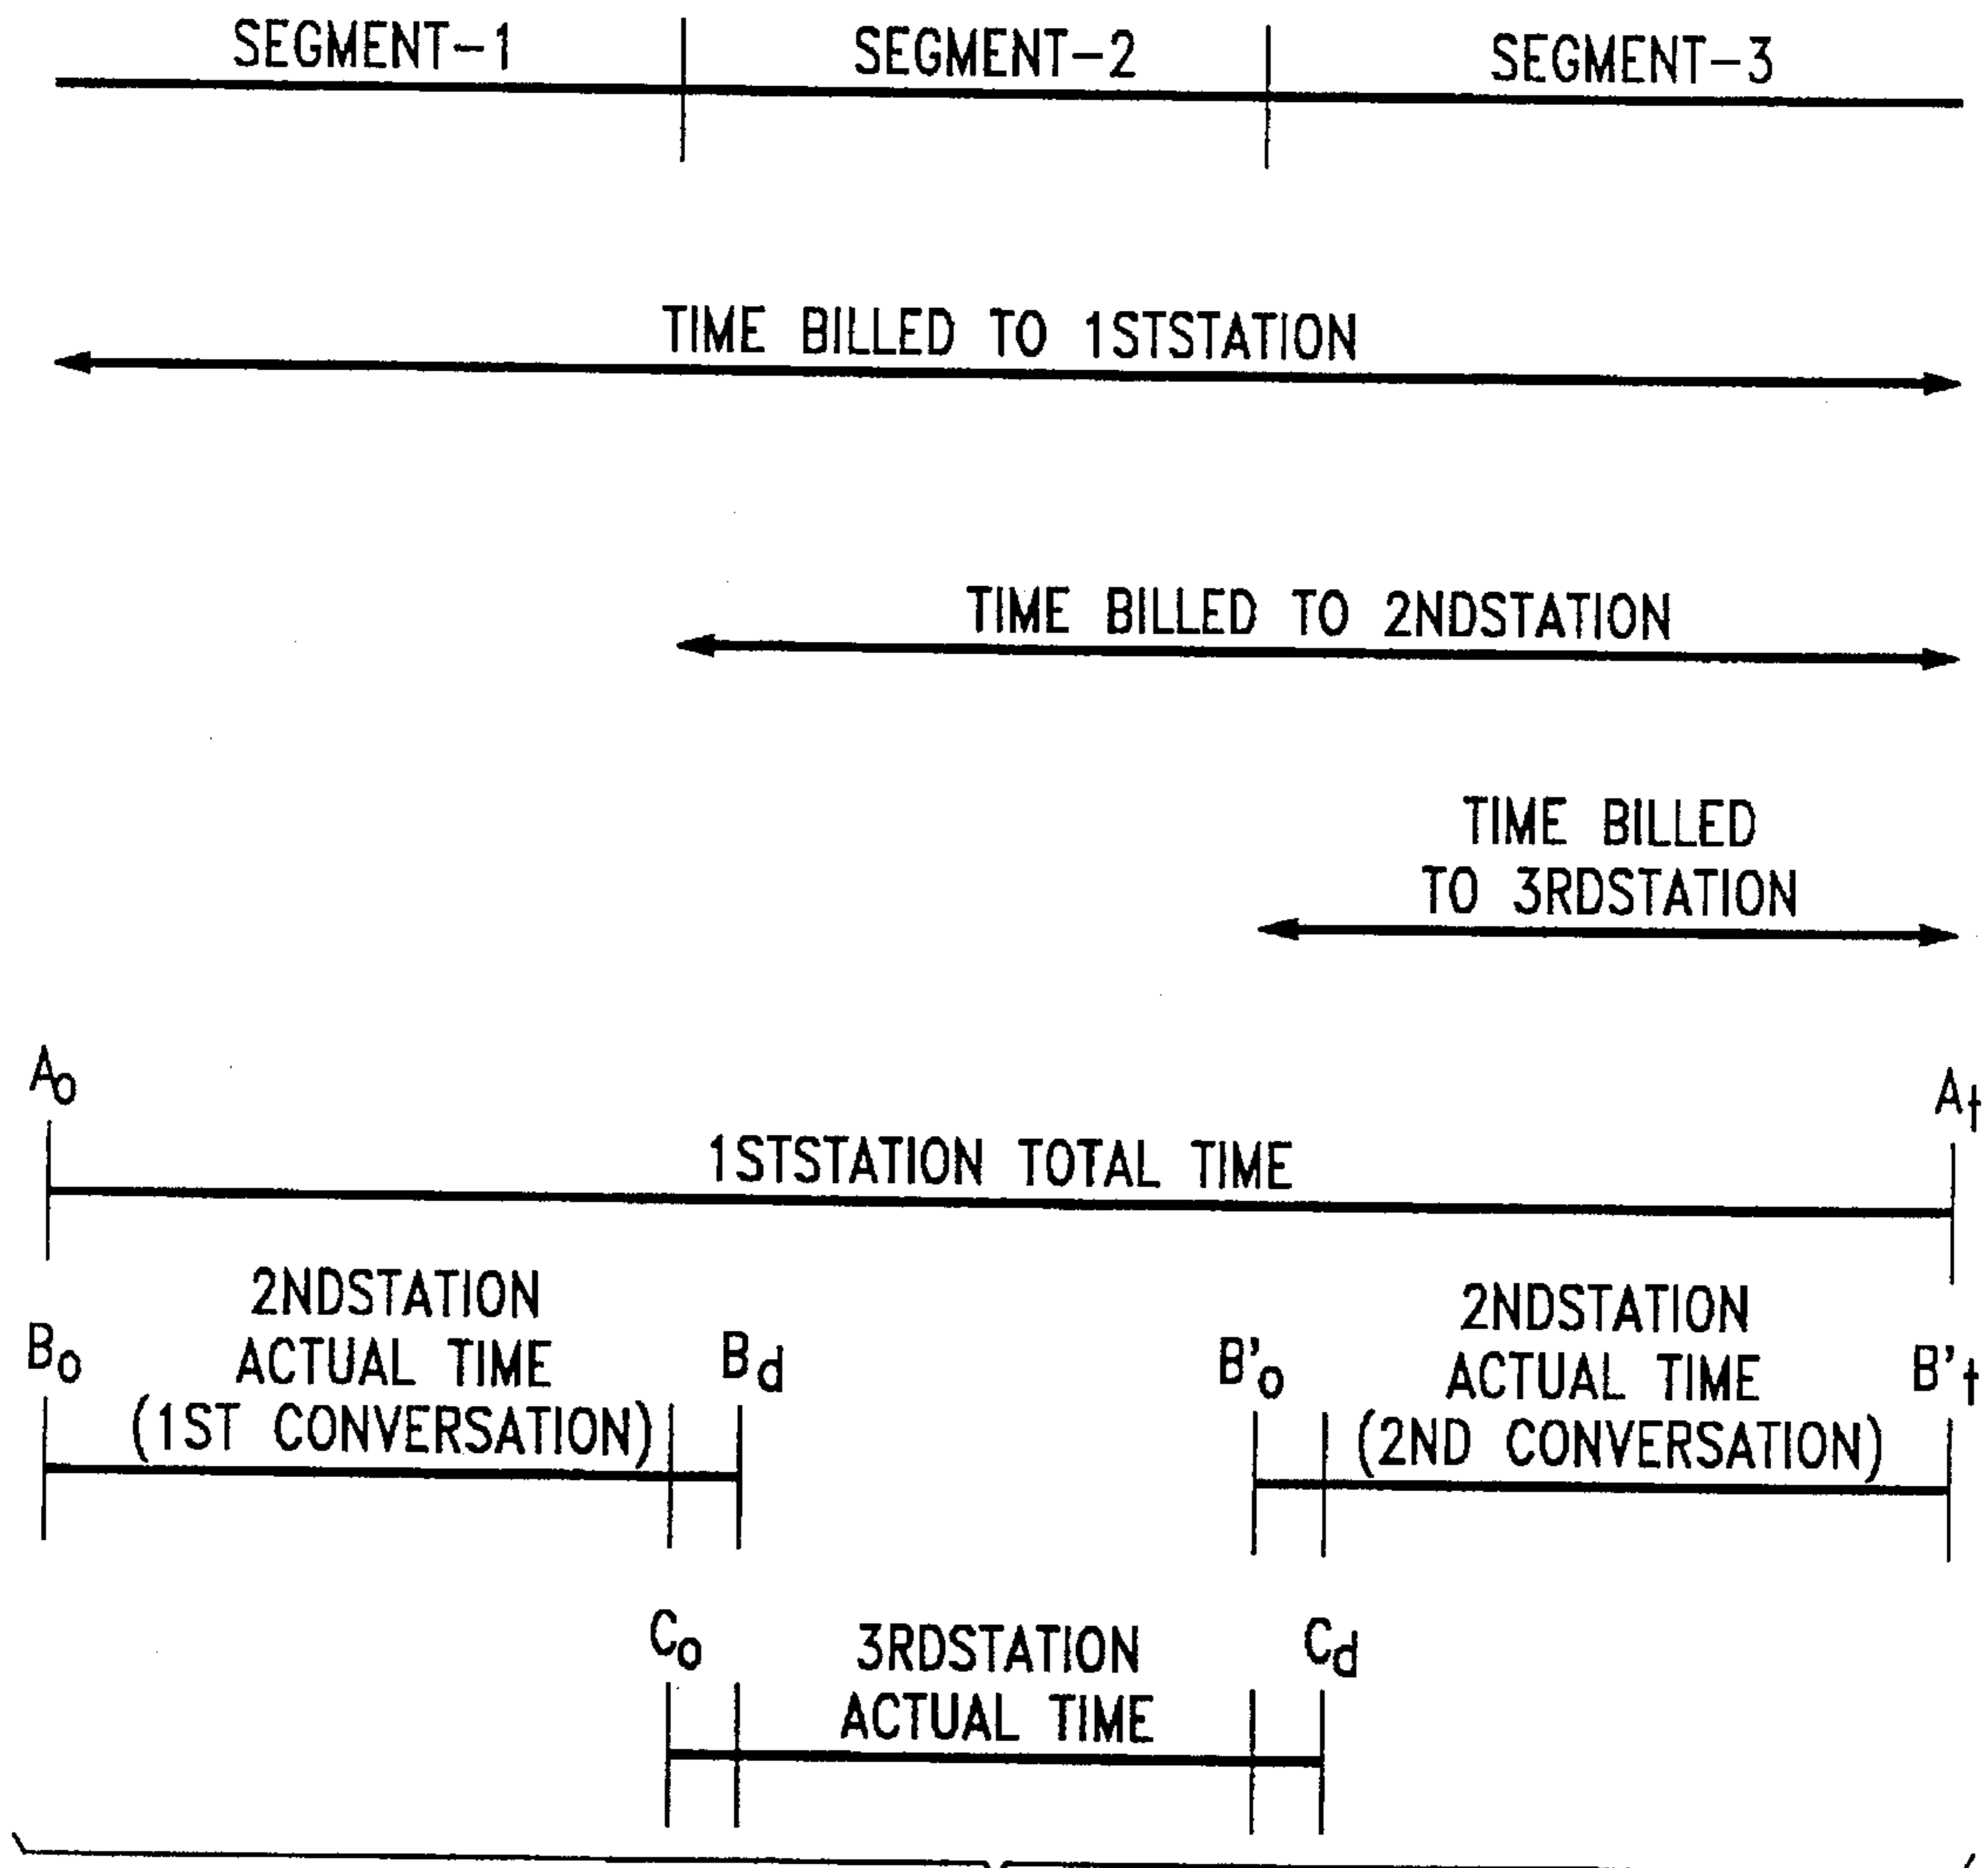 SEGMENT-1
SEGMENT-2
SEGMENT-3
TIME BILLED TO 1STSTATION
TIME BILLED TO 2NDSTATION
TIME BILLED
TO 3RDSTATION
Ao
At
1STSTATION TOTAL TIME
2NDSTATION
ACTUAL TIME
(1ST CONVERSATION)
Bo
Bd
B'o
2NDSTATION
ACTUAL TIME
(2ND CONVERSATION)
B't
Co
3RDSTATION
ACTUAL TIME
Cd